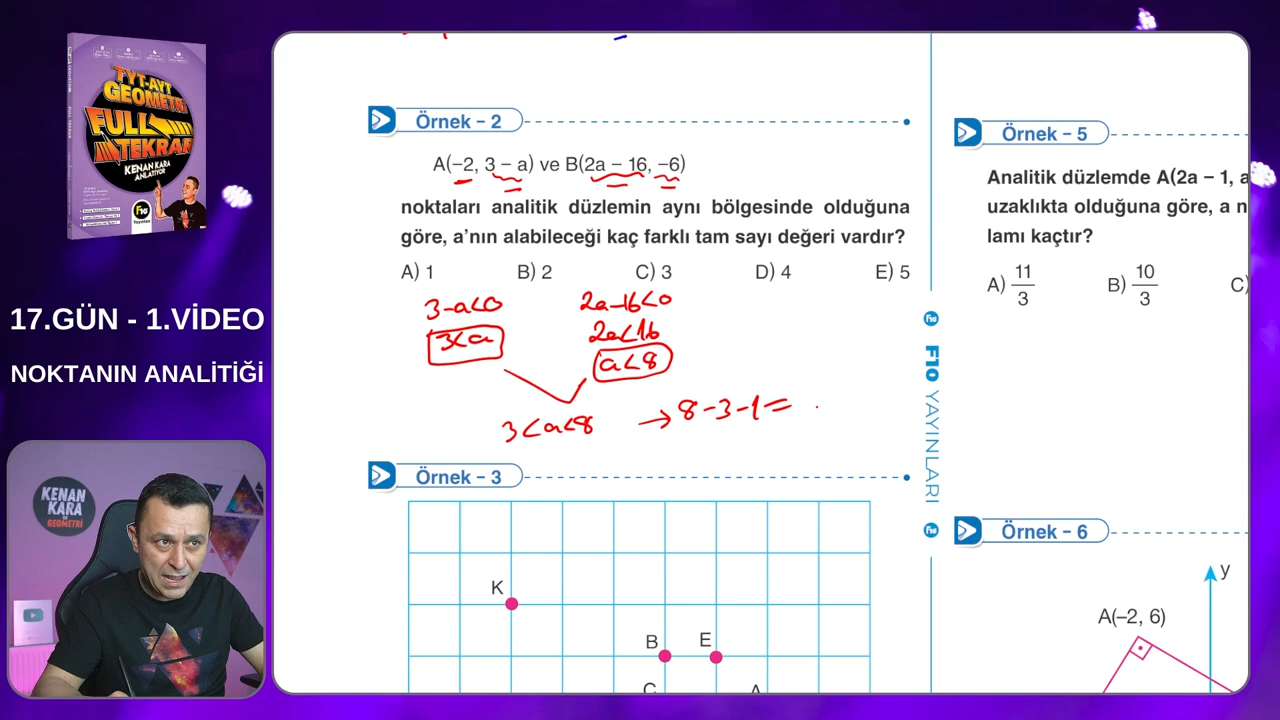 TYT-AYT
GEOMETRİ
FULL
TEKRAR
KENAN KARA
ANLATIYOR
F10
Yayınları
17.GÜN - 1.VİDEO
NOKTANIN ANALİTİĞİ
KENAN
KARA
GEOMETRİ
Örnek – 2
A(–2, 3 – a) ve B(2a – 16, –6)
noktaları analitik düzlemin aynı bölgesinde olduğuna
göre, a'nın alabileceği kaç farklı tam sayı değeri vardır?
A) 1 B) 2 C) 3 D) 4 E) 5
3-a<0 2a-16<0
3<a 2a<16
a<8
3<a<8 → 8-3-1=
Örnek – 3
K
B E
C A
F10 YAYINLARI
Örnek – 5
Analitik düzlemde A(2a – 1, a
uzaklıkta olduğuna göre, a n
lamı kaçtır?
A) 11/3 B) 10/3 C)
Örnek – 6
y
A(–2, 6)